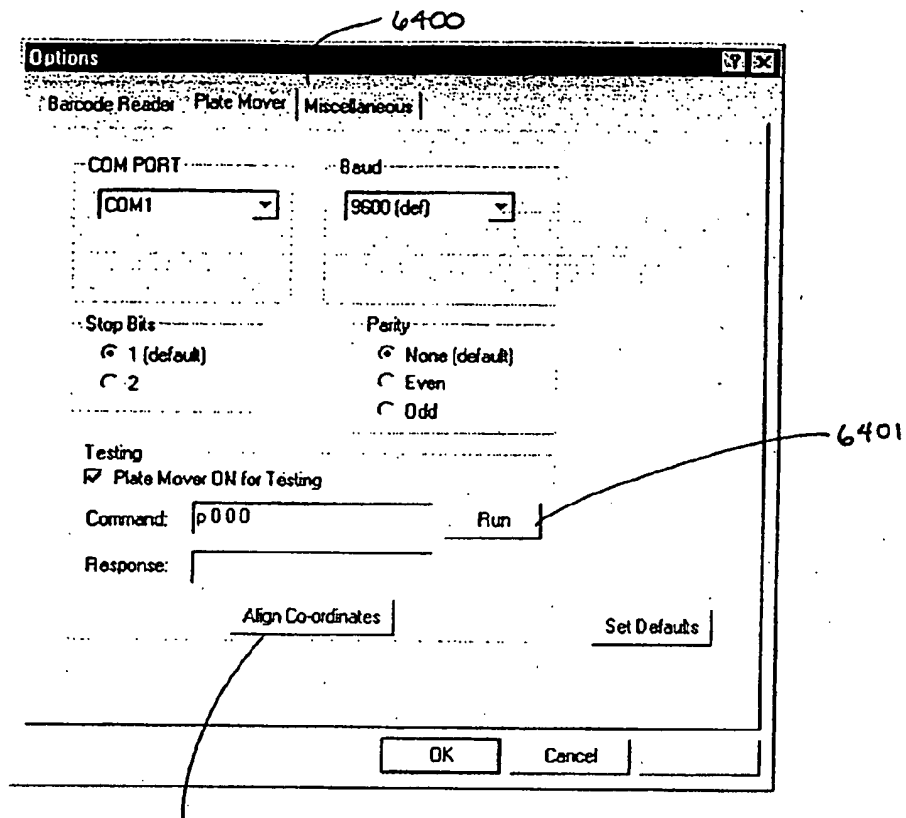 6400
Options
Barcode Reader Plate Mover Miscellaneous
COM PORT Baud
COM1 9600 (def)
Stop Bits Parity
1 (default) None (default)
2 Even
Odd
6401
Testing
Plate Mover ON for Testing
Command: p 0 0 0 Run
Response:
Align Co-ordinates Set Defaults
OK Cancel